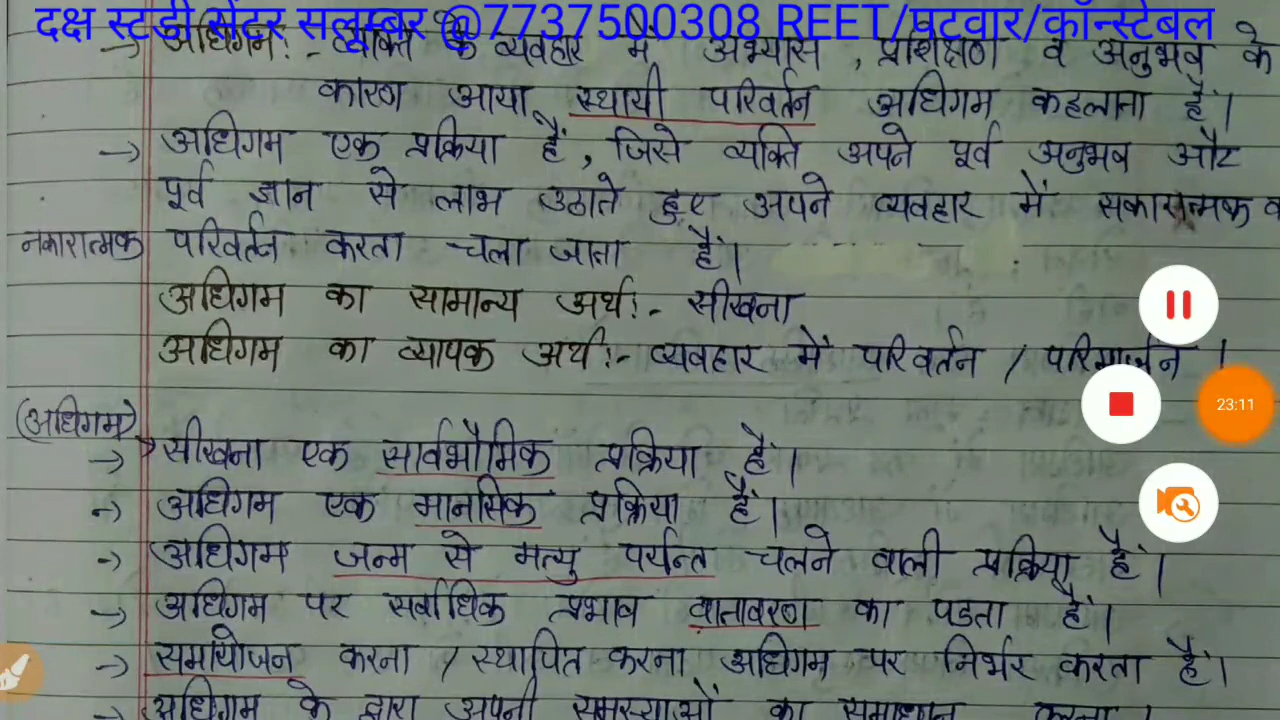 दक्ष स्टडी सेंटर सलूम्बर @7737500308 REET/पटवार/कॉन्स्टेबल
→ अधिगम :- व्यक्ति के व्यवहार में अभ्यास , प्रशिक्षण व अनुभव के
कारण आया स्थायी परिवर्तन अधिगम कहलाता हैं।
→ अधिगम एक प्रक्रिया हैं , जिसे व्यक्ति अपने पूर्व अनुभव और
पूर्व ज्ञान से लाभ उठाते हुए अपने व्यवहार में सकारात्मक व
नकारात्मक परिवर्तन करता चला जाता हैं।
अधिगम का सामान्य अर्थ :- सीखना
अधिगम का व्यापक अर्थ :- व्यवहार में परिवर्तन / परिमार्जन ।
(अधिगम)
→ सीखना एक सार्वभौमिक प्रक्रिया हैं।
→ अधिगम एक मानसिक प्रक्रिया हैं।
→ अधिगम जन्म से मत्यु पर्यन्त चलने वाली प्रक्रिया हैं।
→ अधिगम पर सर्वाधिक प्रभाव वातावरण का पडता हैं।
→ समायोजन करना / स्थापित करना अधिगम पर निर्भर करता हैं।
→ अधिगम के द्वारा अपनी समस्याओं का समाधान करना ।
23:11